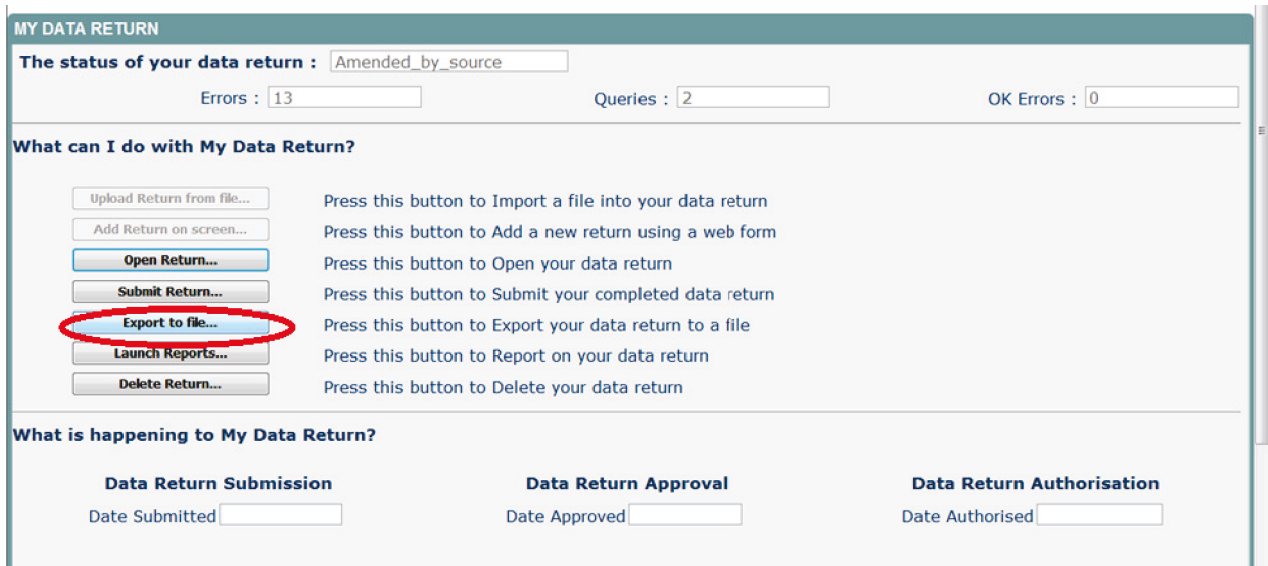 MY DATA RETURN
The status of your data return : Amended_by_source
Errors : 13 Queries : 2 OK Errors : 0
What can I do with My Data Return?
Upload Return from file... Press this button to Import a file into your data return
Add Return on screen... Press this button to Add a new return using a web form
Open Return... Press this button to Open your data return
Submit Return... Press this button to Submit your completed data return
Export to file... Press this button to Export your data return to a file
Launch Reports... Press this button to Report on your data return
Delete Return... Press this button to Delete your data return
What is happening to My Data Return?
Data Return Submission Data Return Approval Data Return Authorisation
Date Submitted Date Approved Date Authorised